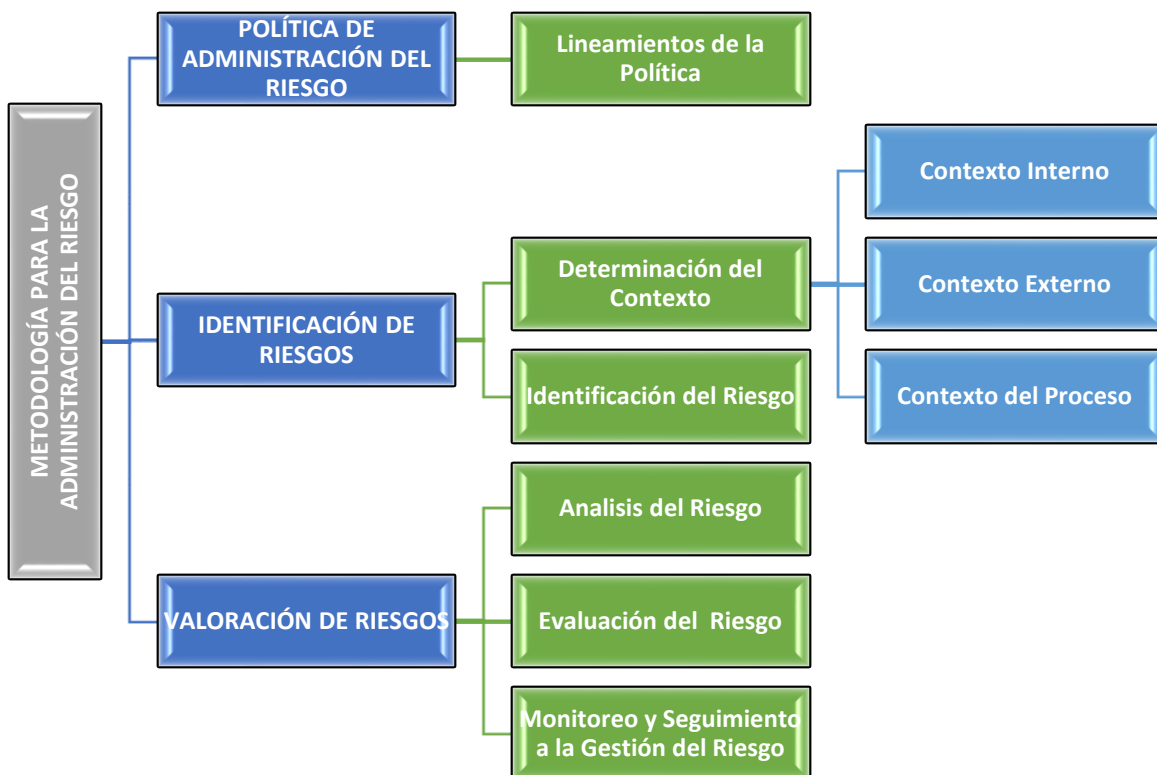 METODOLOGÍA PARA LA
ADMINISTRACIÓN DEL RIESGO
POLÍTICA DE
ADMINISTRACIÓN DEL
RIESGO
Lineamientos de la
Política
IDENTIFICACIÓN DE
RIESGOS
Determinación del
Contexto
Contexto Interno
Contexto Externo
Contexto del Proceso
Identificación del Riesgo
VALORACIÓN DE RIESGOS
Analisis del Riesgo
Evaluación del Riesgo
Monitoreo y Seguimiento
a la Gestión del Riesgo